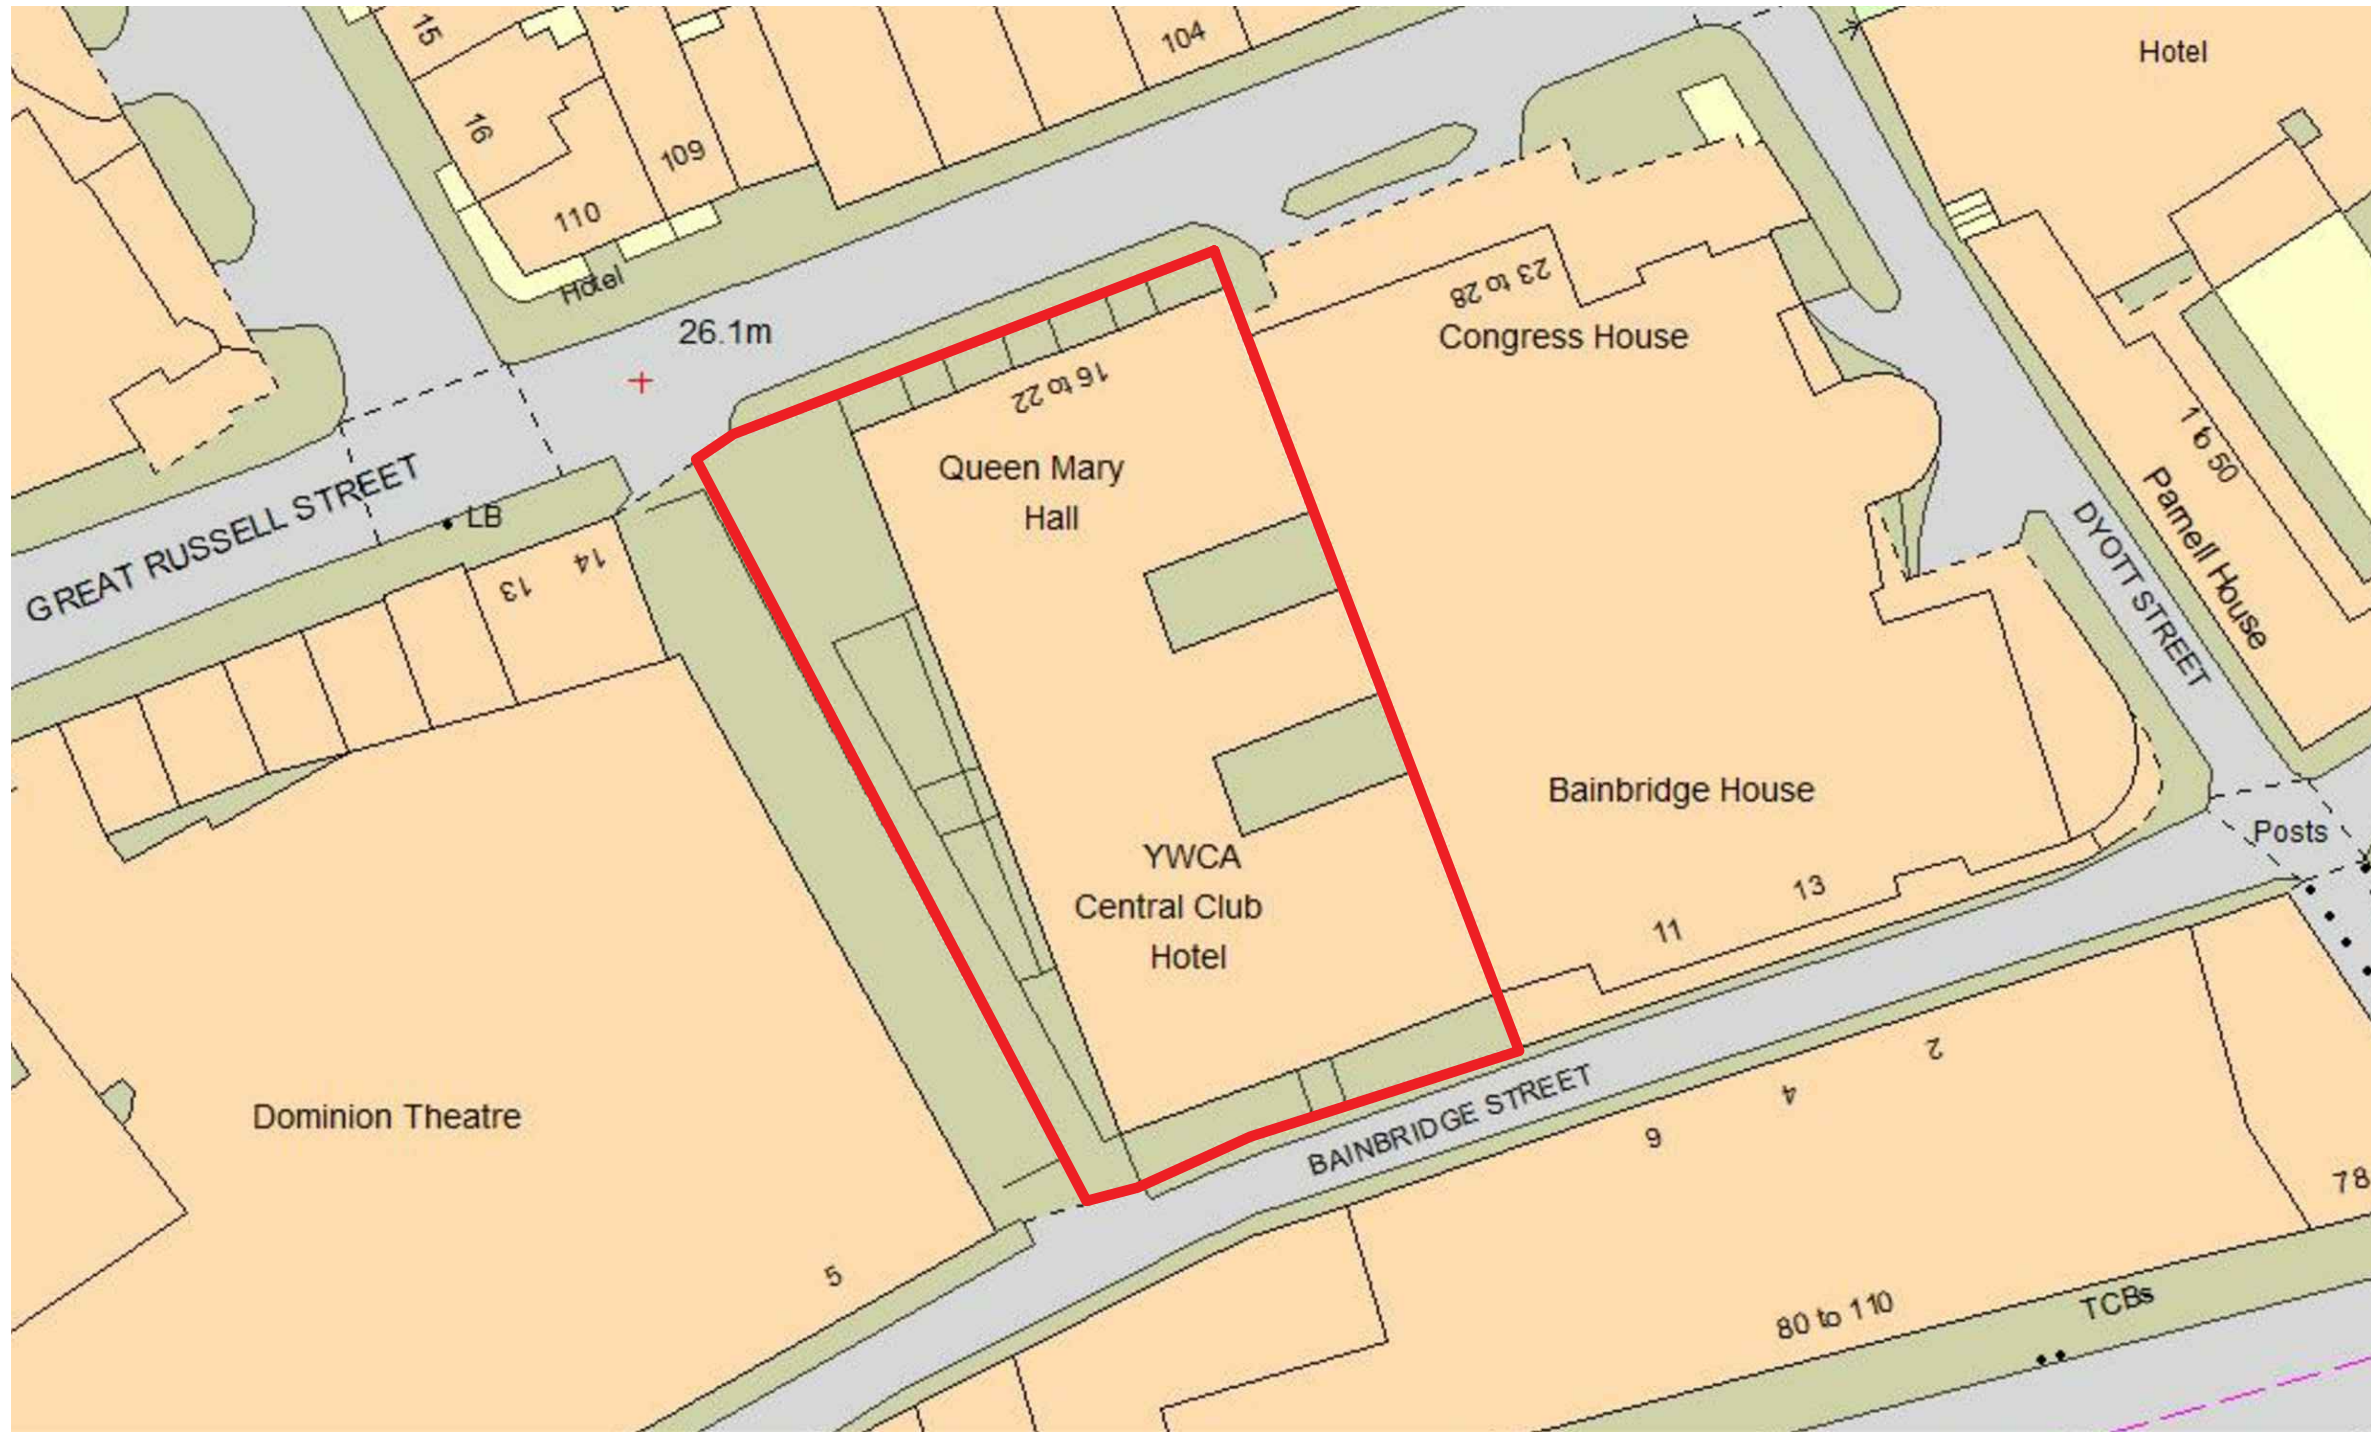 15
104
Hotel
16
109
110
Hotel
26.1m
23 to 28
Congress House
16 to 22
Queen Mary
Hall
1 to 50
Parnell House
GREAT RUSSELL STREET
LB
14
13
DYOTT STREET
Bainbridge House
Posts
YWCA
Central Club
Hotel
13
11
2
4
6
BAINBRIDGE STREET
Dominion Theatre
78
5
80 to 110
TCBs